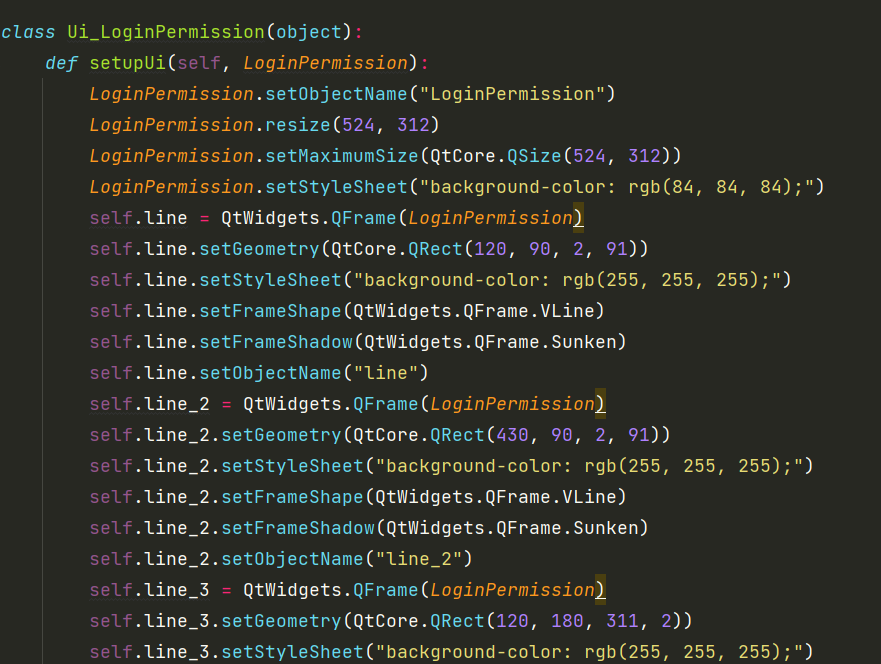 class Ui_LoginPermission(object):
    def setupUi(self, LoginPermission):
        LoginPermission.setObjectName("LoginPermission")
        LoginPermission.resize(524, 312)
        LoginPermission.setMaximumSize(QtCore.QSize(524, 312))
        LoginPermission.setStyleSheet("background-color: rgb(84, 84, 84);")
        self.line = QtWidgets.QFrame(LoginPermission)
        self.line.setGeometry(QtCore.QRect(120, 90, 2, 91))
        self.line.setStyleSheet("background-color: rgb(255, 255, 255);")
        self.line.setFrameShape(QtWidgets.QFrame.VLine)
        self.line.setFrameShadow(QtWidgets.QFrame.Sunken)
        self.line.setObjectName("line")
        self.line_2 = QtWidgets.QFrame(LoginPermission)
        self.line_2.setGeometry(QtCore.QRect(430, 90, 2, 91))
        self.line_2.setStyleSheet("background-color: rgb(255, 255, 255);")
        self.line_2.setFrameShape(QtWidgets.QFrame.VLine)
        self.line_2.setFrameShadow(QtWidgets.QFrame.Sunken)
        self.line_2.setObjectName("line_2")
        self.line_3 = QtWidgets.QFrame(LoginPermission)
        self.line_3.setGeometry(QtCore.QRect(120, 180, 311, 2))
        self.line_3.setStyleSheet("background-color: rgb(255, 255, 255);")